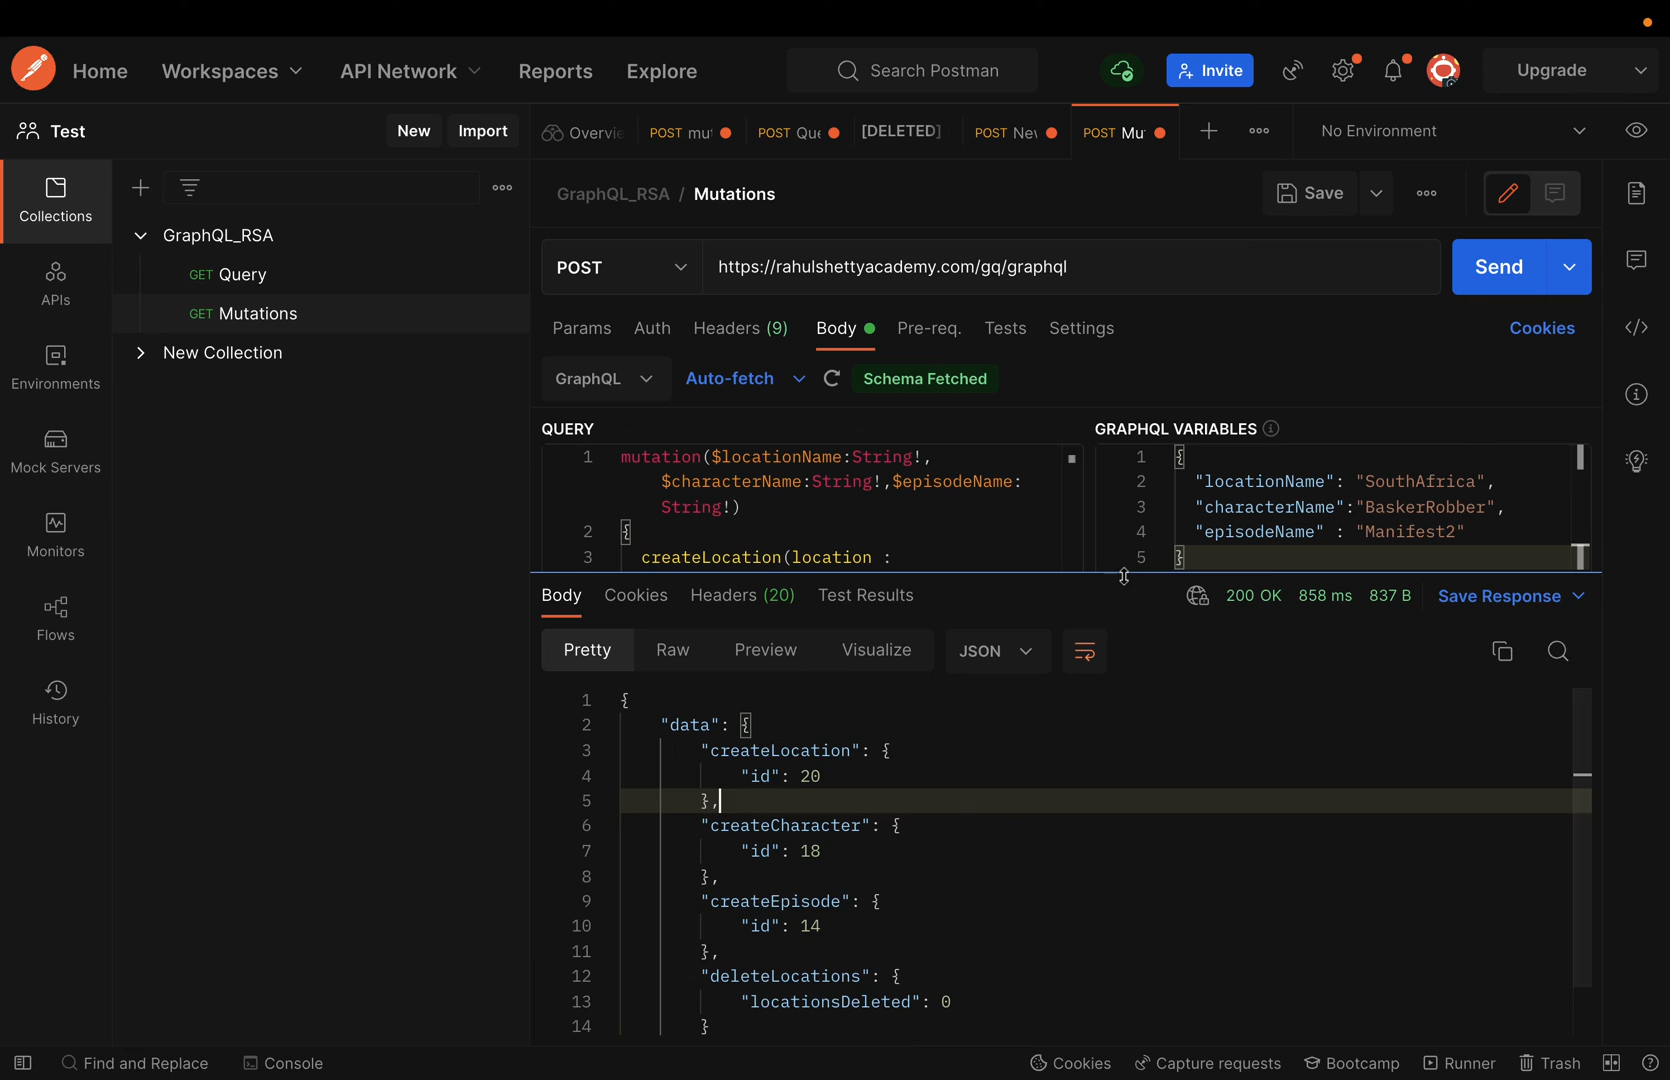 Home Workspaces API Network Reports Explore Search Postman Invite Upgrade
Test New Import Overvie POST mut POST Que [DELETED] POST Nev POST Mu No Environment
Collections
APIs
Environments
Mock Servers
Monitors
Flows
History
GraphQL_RSA
GET Query
GET Mutations
New Collection
GraphQL_RSA / Mutations Save
POST https://rahulshettyacademy.com/gq/graphql Send
Params Auth Headers (9) Body Pre-req. Tests Settings Cookies
GraphQL Auto-fetch Schema Fetched
QUERY
1 mutation($locationName:String!,
$characterName:String!,$episodeName:
String!)
2 {
3 createLocation(location :
GRAPHQL VARIABLES
1 {
2 "locationName": "SouthAfrica",
3 "characterName":"BaskerRobber",
4 "episodeName" : "Manifest2"
5 }
Body Cookies Headers (20) Test Results 200 OK 858 ms 837 B Save Response
Pretty Raw Preview Visualize JSON
1 {
2 "data": {
3 "createLocation": {
4 "id": 20
5 },
6 "createCharacter": {
7 "id": 18
8 },
9 "createEpisode": {
10 "id": 14
11 },
12 "deleteLocations": {
13 "locationsDeleted": 0
14 }
Find and Replace Console Cookies Capture requests Bootcamp Runner Trash